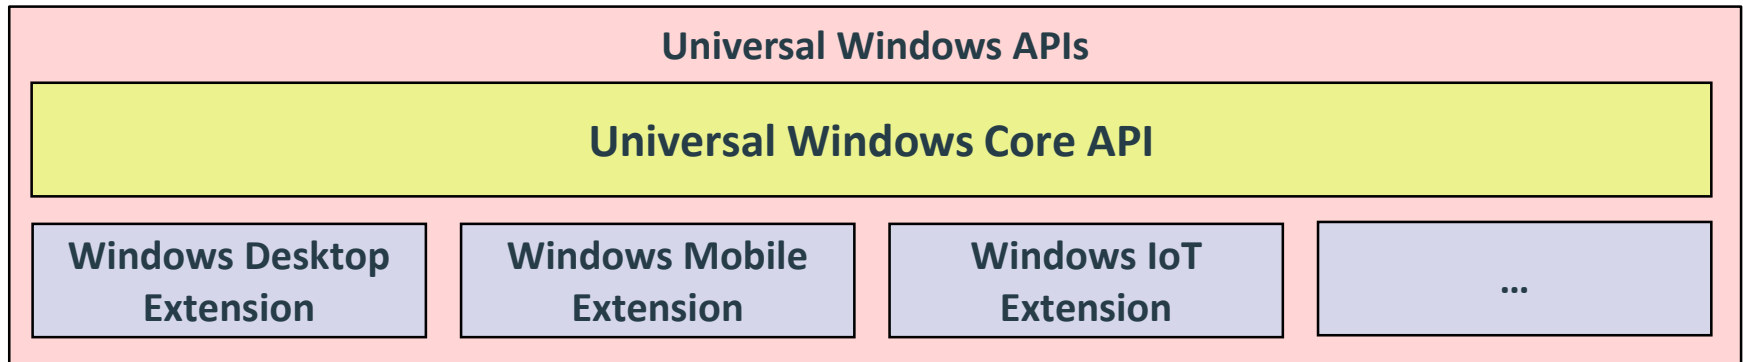 Universal Windows APIs
Universal Windows Core API
Windows Desktop
Extension
Windows Mobile
Extension
Windows IoT
Extension
...